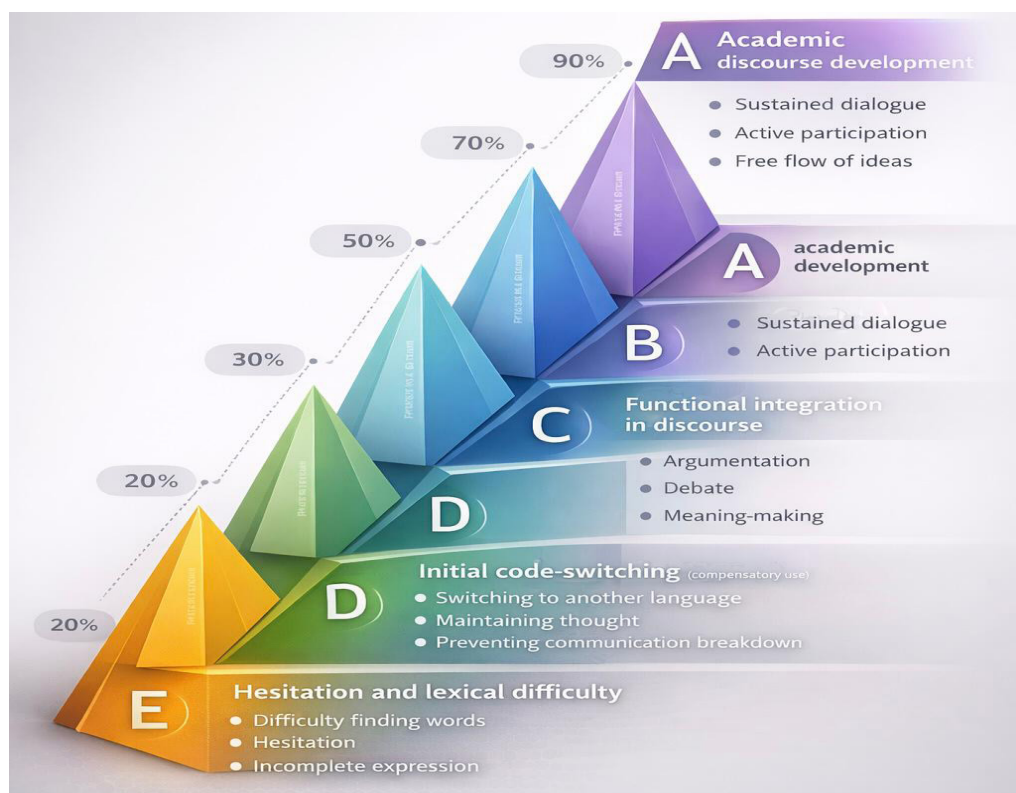 90%
A
Academic
discourse development
• Sustained dialogue
• Active participation
• Free flow of ideas
70%
A
academic
development
50%
B
• Sustained dialogue
• Active participation
30%
C
Functional integration
in discourse
• Argumentation
• Debate
• Meaning-making
20%
D
D
Initial code-switching (compensatory use)
• Switching to another language
• Maintaining thought
• Preventing communication breakdown
20%
E
Hesitation and lexical difficulty
• Difficulty finding words
• Hesitation
• Incomplete expression